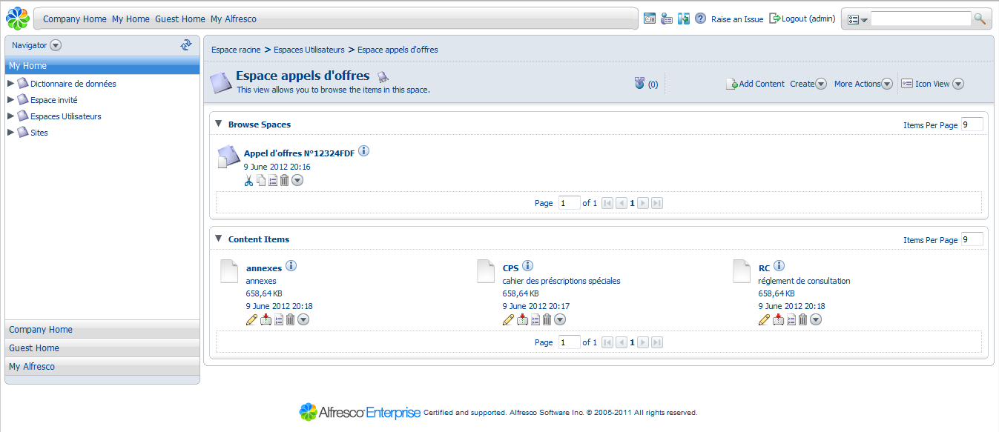 Company Home My Home Guest Home My Alfresco
Raise an Issue Logout (admin)
Navigator
My Home
Dictionnaire de données
Espace invité
Espaces Utilisateurs
Sites
Company Home
Guest Home
My Alfresco
Espace racine > Espaces Utilisateurs > Espace appels d'offres
Espace appels d'offres
This view allows you to browse the items in this space.
(0)
Add Content Create More Actions Icon View
Browse Spaces
Items Per Page 9
Appel d'offres N°12324FDF
9 June 2012 20:16
Page 1 of 1 1
Content Items
Items Per Page 9
annexes
annexes
658,64 KB
9 June 2012 20:18
CPS
cahier des préscriptions spéciales
658,64 KB
9 June 2012 20:17
RC
réglement de consultation
658,64 KB
9 June 2012 20:18
Page 1 of 1 1
Alfresco Enterprise Certified and supported. Alfresco Software Inc. © 2005-2011 All rights reserved.